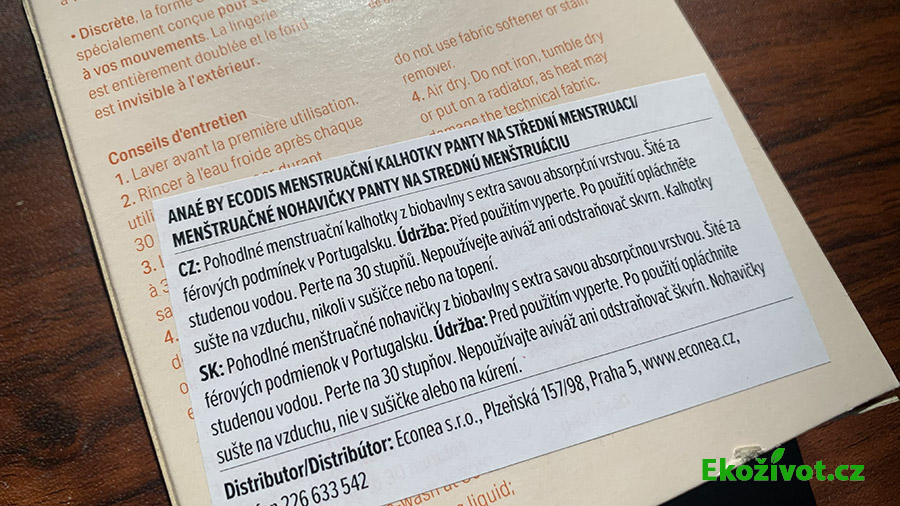 • Discrète, la forme
spécialement conçue pour
à vos mouvements. La lingerie
est entièrement doublée et le fond
est invisible à l'extérieur.
Conseils d'entretien
1. Laver avant la première utilisation.
2. Rincer à l'eau froide après chaque
30
3.
4.
do not use fabric softener or stain
remover.
4. Air dry. Do not iron, tumble dry
or put on a radiator, as heat may
damage the technical fabric.
ANAÉ BY ECODIS MENSTRUAČNÍ KALHOTKY PANTY NA STŘEDNÍ MENSTRUACI/
MENŠTRUAČNÉ NOHAVIČKY PANTY NA STREDNÚ MENŠTRUÁCIU
CZ: Pohodlné menstruační kalhotky z biobavlny s extra savou absorpční vrstvou. Šité za
férových podmínek v Portugalsku. Údržba: Před použitím vyperte. Po použití opláchněte
studenou vodou. Perte na 30 stupňů. Nepoužívejte aviváž ani odstraňovač skvrn. Kalhotky
sušte na vzduchu, nikoli v sušičce nebo na topení.
SK: Pohodlné menštruačné nohavičky z biobavlny s extra savou absorpčnou vrstvou. Šité za
férových podmienok v Portugalsku. Údržba: Pred použitím vyperte. Po použití opláchnite
studenou vodou. Perte na 30 stupňov. Nepoužívajte aviváž ani odstraňovač škvŕn. Nohavičky
sušte na vzduchu, nie v sušičke alebo na kúrení.
Distributor/Distribútor: Econea s.r.o., Plzeňská 157/98, Praha 5, www.econea.cz,
226 633 542
liquid;
Ekoživot.cz